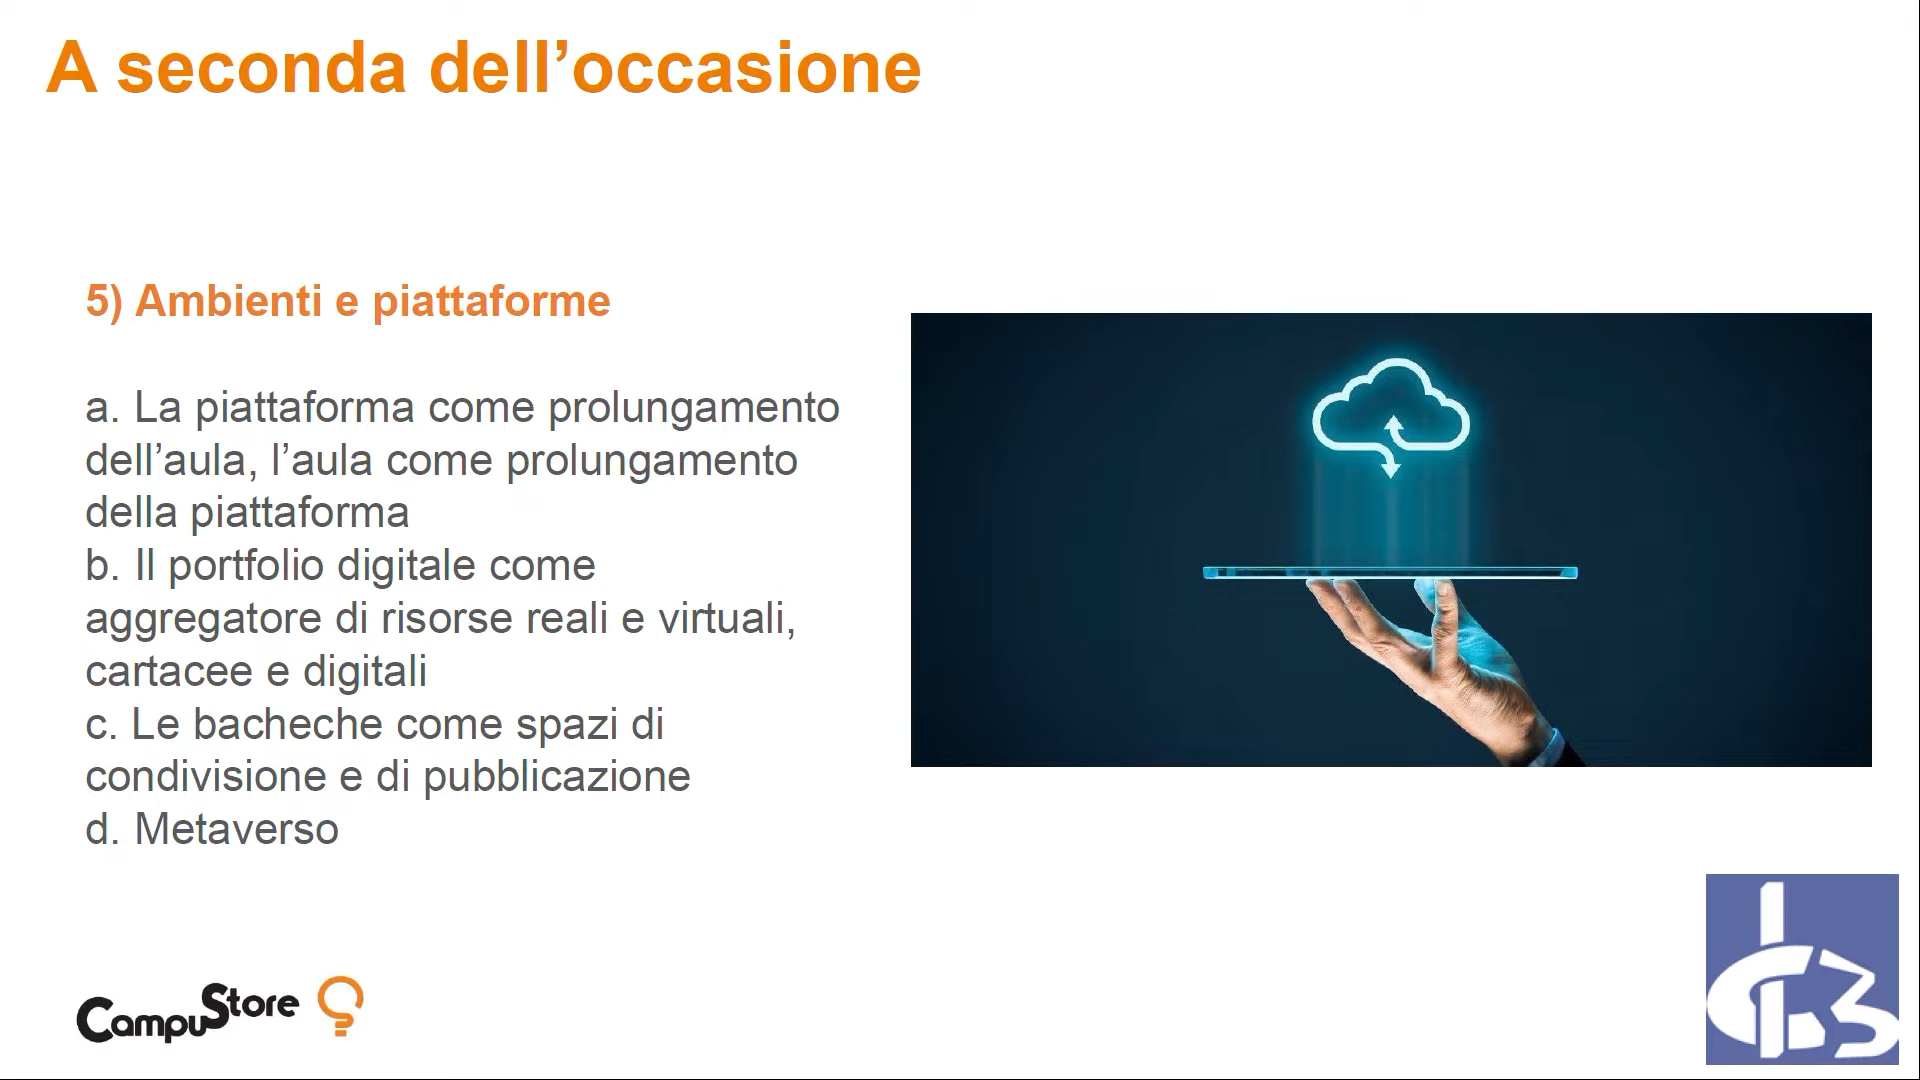 A seconda dell’occasione
5) Ambienti e piattaforme
a. La piattaforma come prolungamento
dell’aula, l’aula come prolungamento
della piattaforma
b. Il portfolio digitale come
aggregatore di risorse reali e virtuali,
cartacee e digitali
c. Le bacheche come spazi di
condivisione e di pubblicazione
d. Metaverso
CampuStore